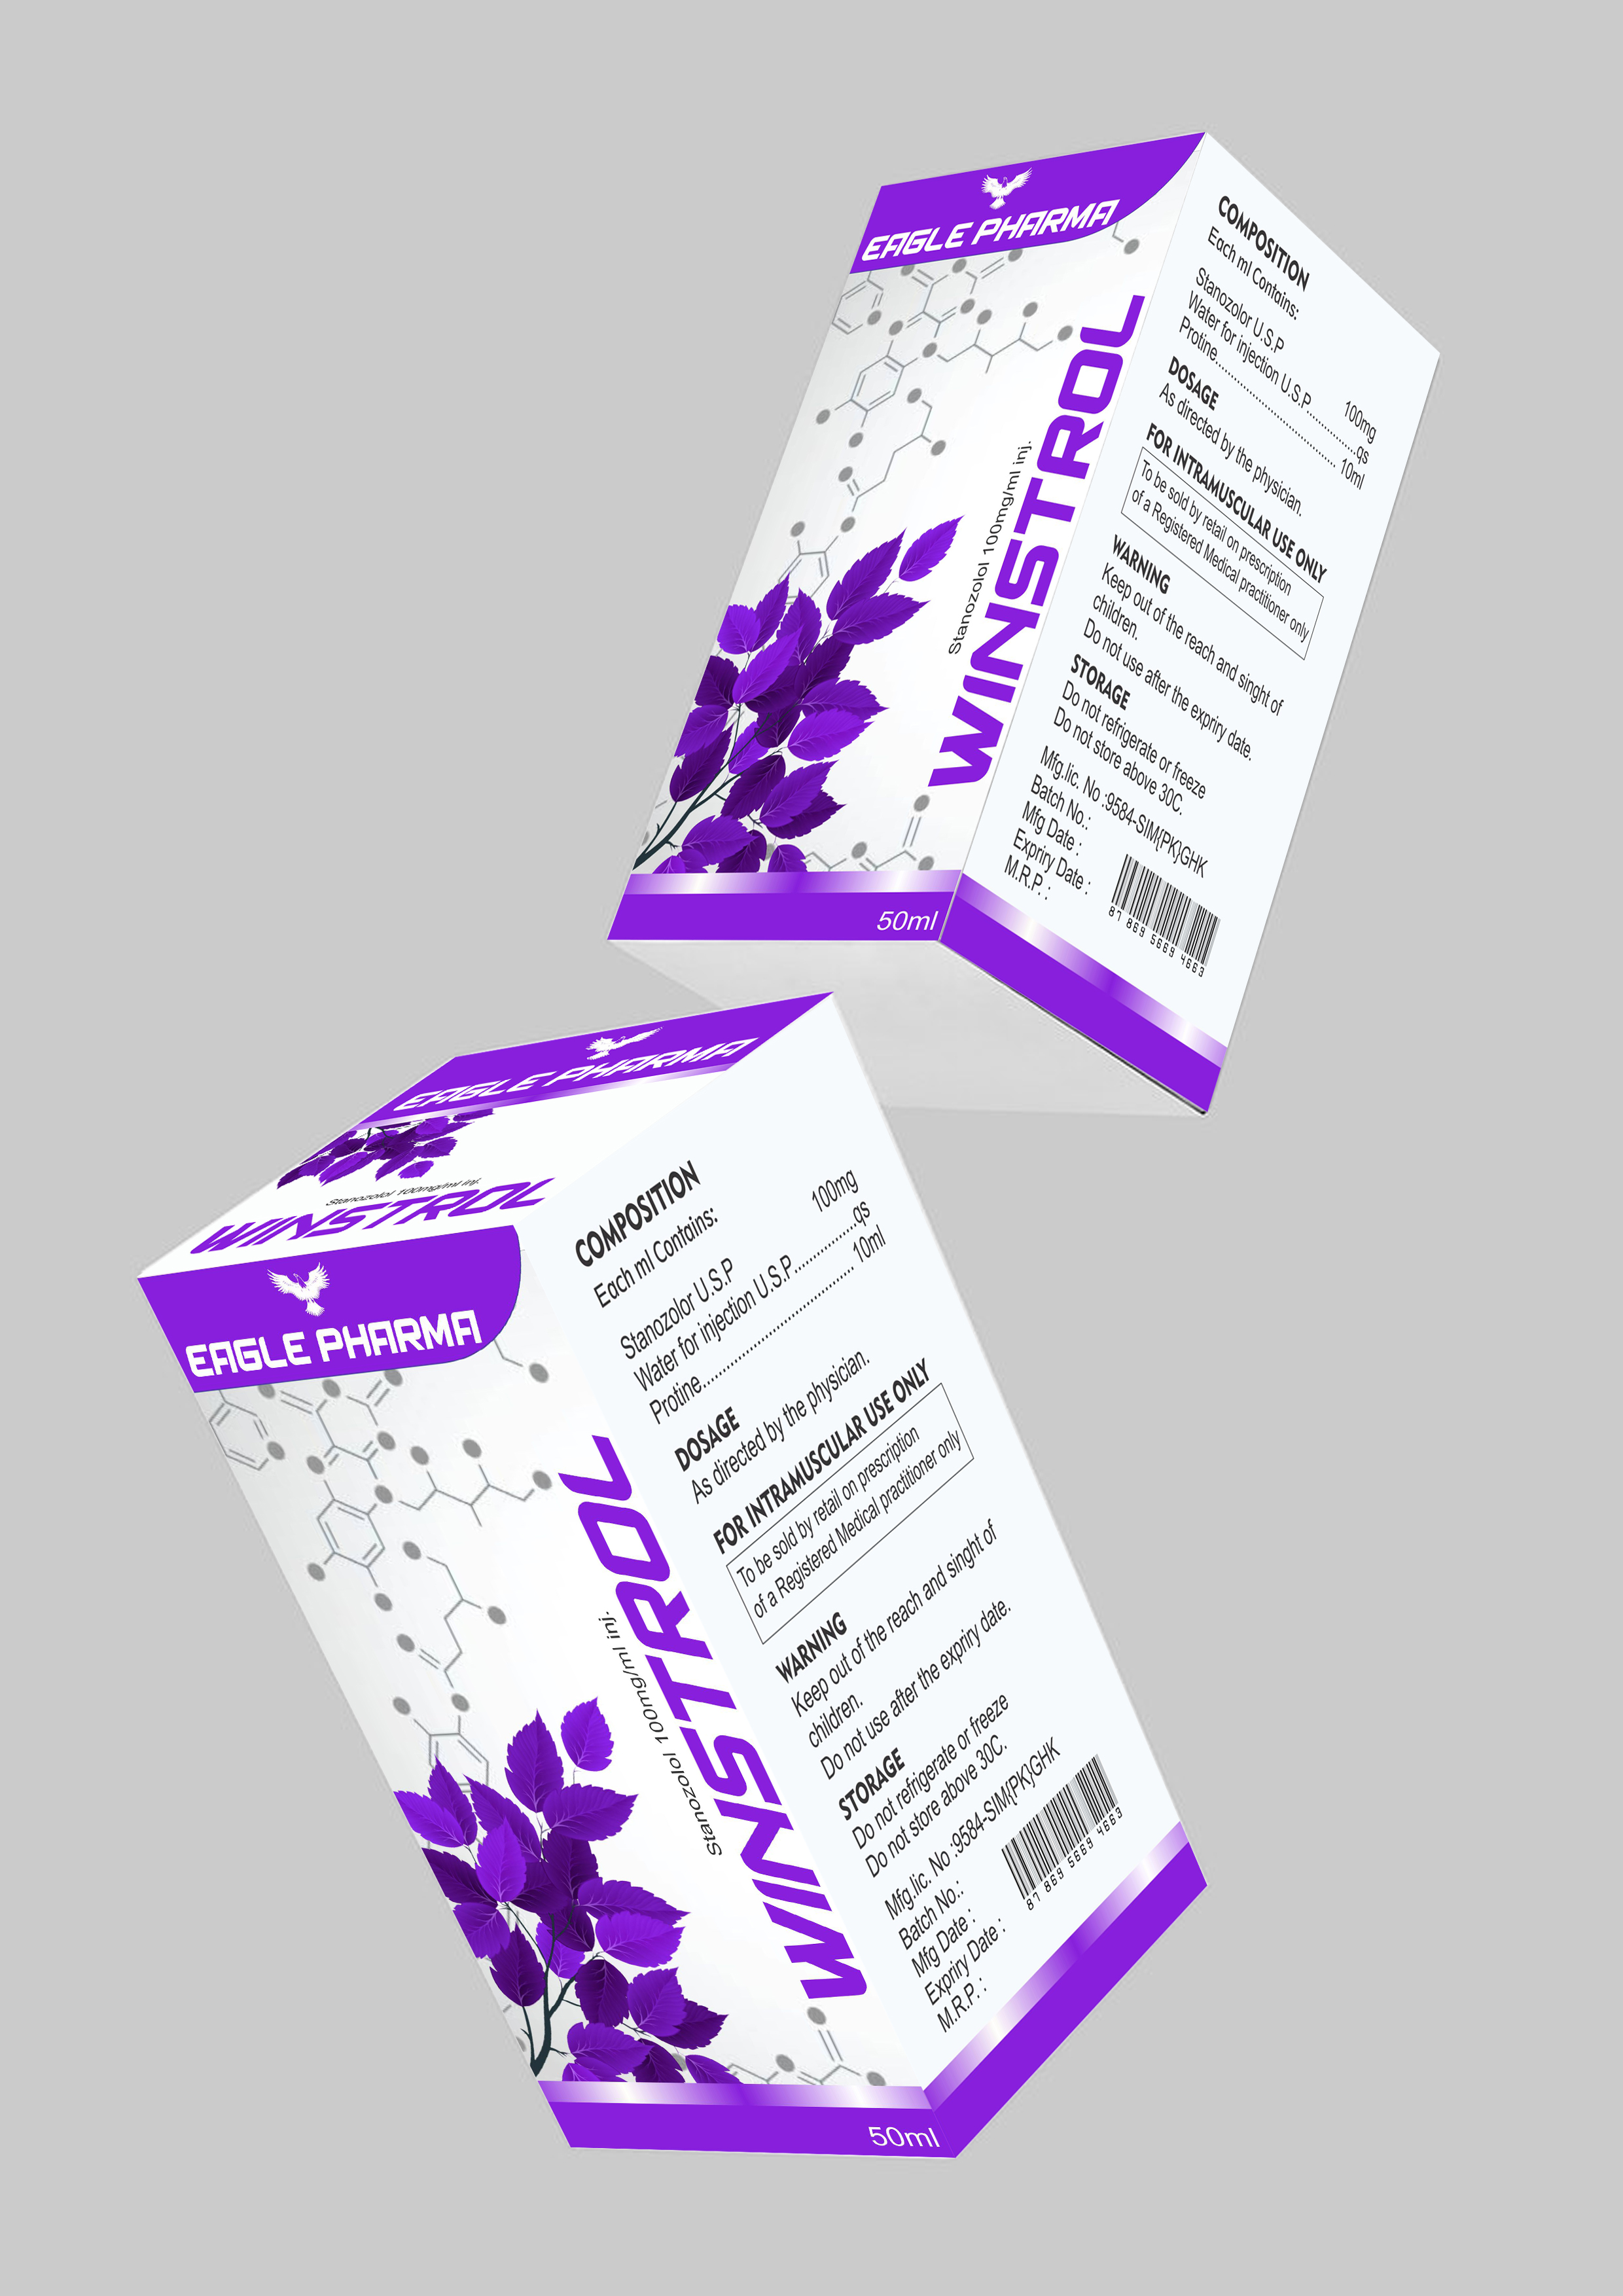 EAGLE PHARMA
Stanozolol 100mg/ml inj.
WINSTROL
50ml
COMPOSITION
Each ml Contains:
Stanozolor U.S.P 100mg
Water for injection U.S.P...............qs
Protine.................................... 10ml
DOSAGE
As directed by the physician.
FOR INTRAMUSCULAR USE ONLY
To be sold by retail on prescription
of a Registered Medical practitioner only
WARNING
Keep out of the reach and singht of
children.
Do not use after the expriry date.
STORAGE
Do not refrigerate or freeze
Do not store above 30C.
Mfg.lic. No :9584-SIM{PK}GHK
Batch No.:
Mfg Date :
Expriry Date :
M.R.P. :
87 869 5669 4663
EAGLE PHARMA
Stanozolol 100mg/ml inj.
WINSTROL
EAGLE PHARMA
Stanozolol 100mg/ml inj.
WINSTROL
50ml
COMPOSITION
Each ml Contains:
Stanozolor U.S.P 100mg
Water for injection U.S.P...............qs
Protine.................................... 10ml
DOSAGE
As directed by the physician.
FOR INTRAMUSCULAR USE ONLY
To be sold by retail on prescription
of a Registered Medical practitioner only
WARNING
Keep out of the reach and singht of
children.
Do not use after the expriry date.
STORAGE
Do not refrigerate or freeze
Do not store above 30C.
Mfg.lic. No :9584-SIM{PK}GHK
Batch No.:
Mfg Date :
Expriry Date :
M.R.P. :
87 869 5669 4663